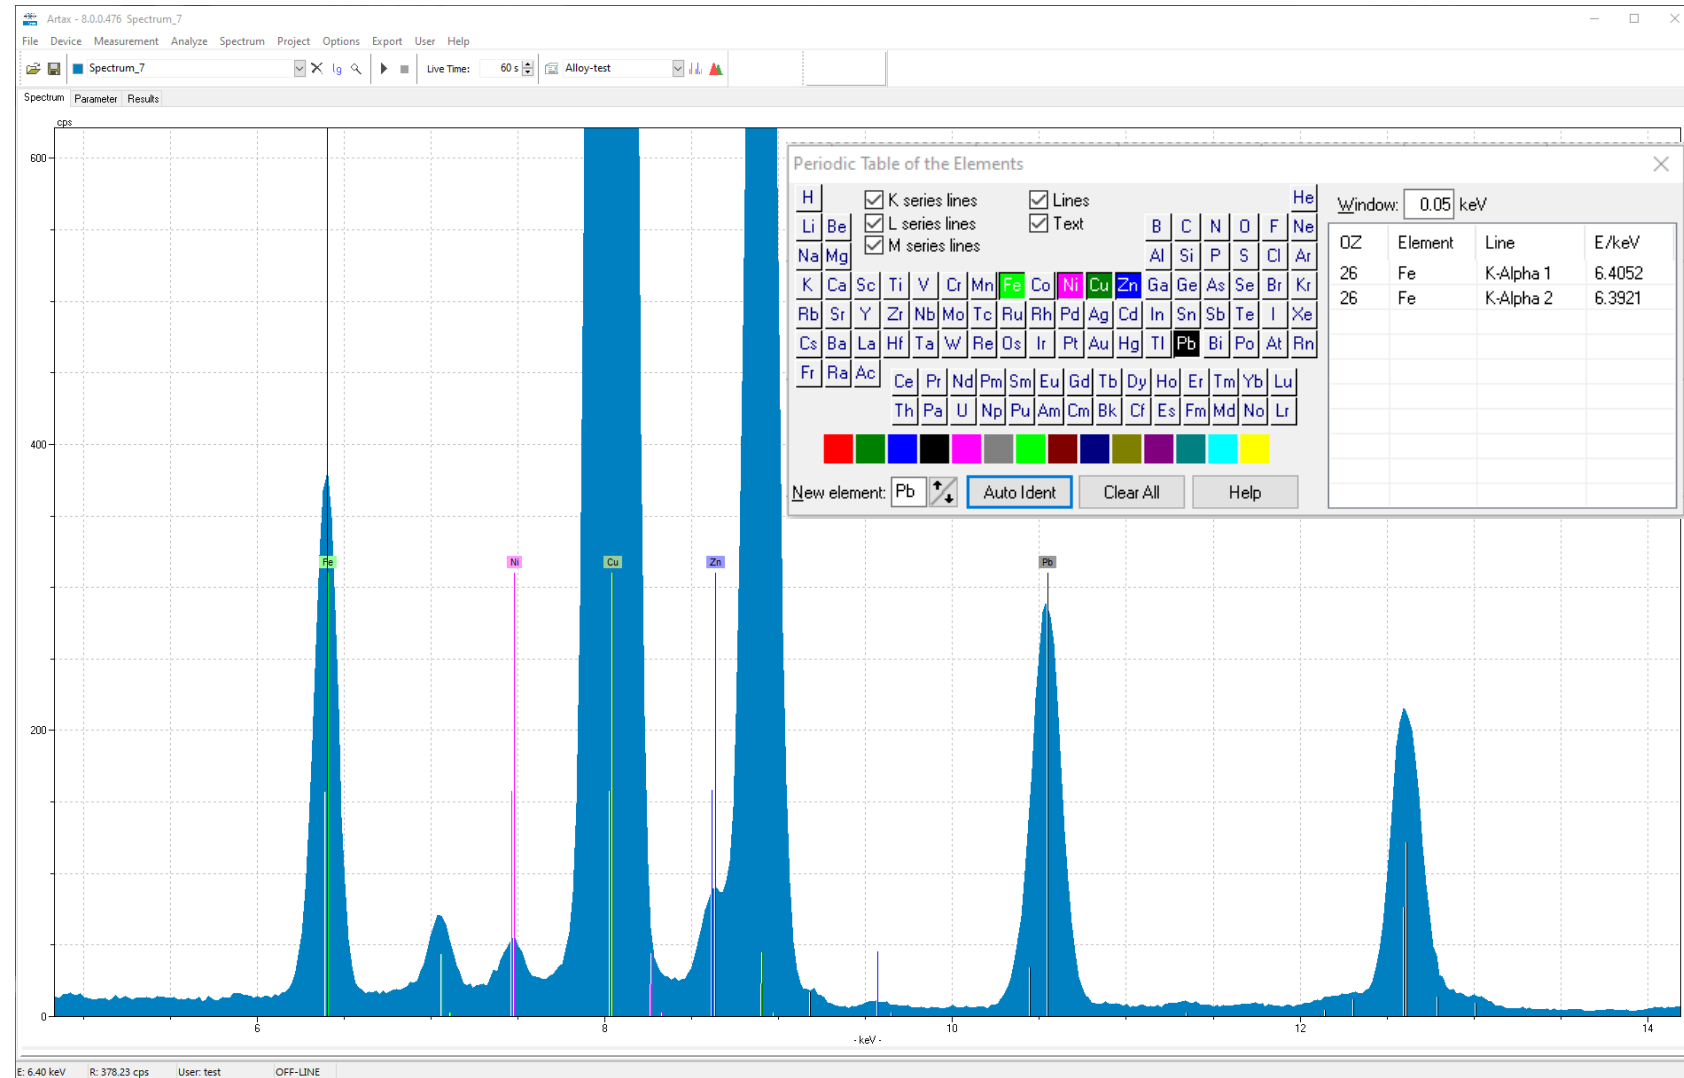 Artax - 8.0.0.476 Spectrum_7
File Device Measurement Analyze Spectrum Project Options Export User Help
Spectrum_7 lg Live Time: 60 s Alloy-test
Spectrum Parameter Results
cps
600
400
200
0
6 8 10 12 14
- keV -
Fe Ni Cu Zn Pb
Periodic Table of the Elements
K series lines
L series lines
M series lines
Lines
Text
H He
Li Be B C N O F Ne
Na Mg Al Si P S Cl Ar
K Ca Sc Ti V Cr Mn Fe Co Ni Cu Zn Ga Ge As Se Br Kr
Rb Sr Y Zr Nb Mo Tc Ru Rh Pd Ag Cd In Sn Sb Te I Xe
Cs Ba La Hf Ta W Re Os Ir Pt Au Hg Tl Pb Bi Po At Rn
Fr Ra Ac
Ce Pr Nd Pm Sm Eu Gd Tb Dy Ho Er Tm Yb Lu
Th Pa U Np Pu Am Cm Bk Cf Es Fm Md No Lr
New element: Pb Auto Ident Clear All Help
Window: 0.05 keV
OZ Element Line E/keV
26 Fe K-Alpha 1 6.4052
26 Fe K-Alpha 2 6.3921
E: 6.40 keV R: 378.23 cps User: test OFF-LINE